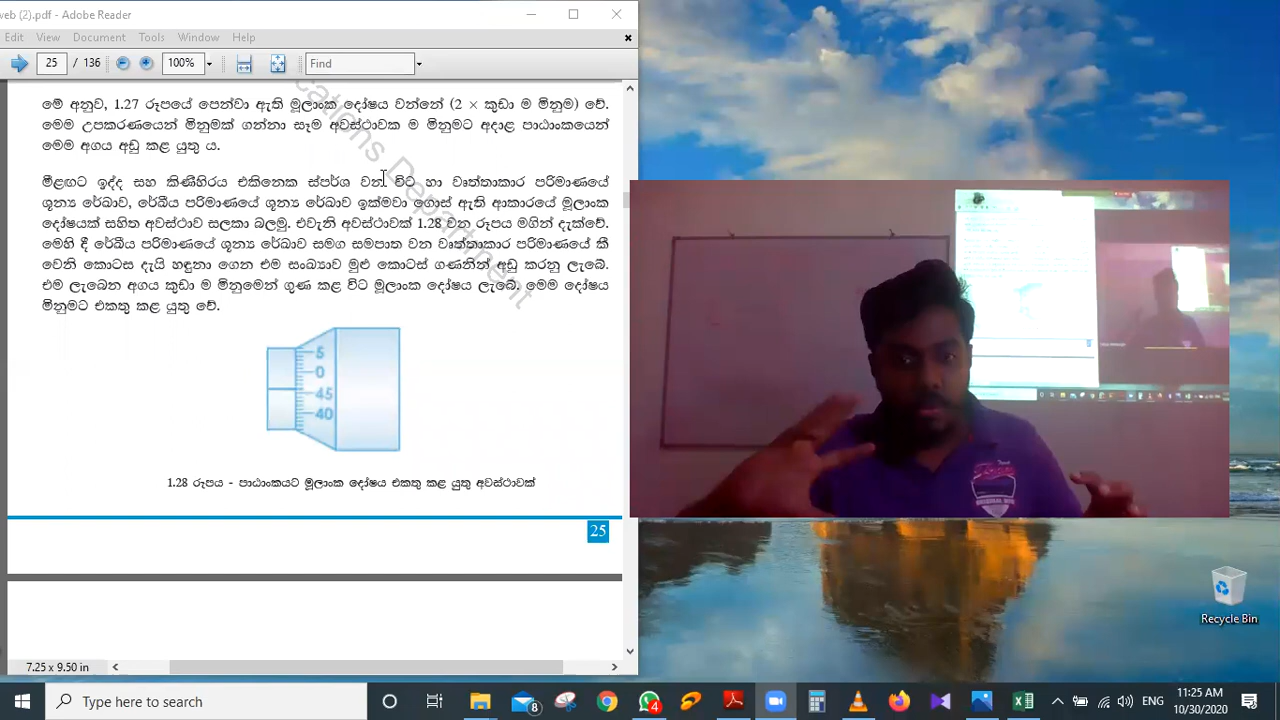 veb (2).pdf - Adobe Reader
Edit View Document Tools Window Help
25 / 136 100% Find
මේ අනුව, 1.27 රූපයේ පෙන්වා ඇති මූලාංක දෝෂය වන්නේ (2 × කුඩා ම මිනුම) වේ.
මෙම උපකරණයෙන් මිනුමක් ගන්නා සෑම අවස්ථාවක ම මිනුමට අදාළ පාඨාංකයෙන්
මෙම අගය අඩු කළ යුතු ය.
මීළඟට ඉද්ද සහ කිණිහිරය එකිනෙක ස්පර්ශ වන විට හා වෘත්තාකාර පරිමාණයේ
ශූන්‍ය රේඛාව, රේඛීය පරිමාණයේ ශූන්‍ය රේඛාව ඉක්මවා ගොස් ඇති ආකාරයේ මූලාංක
දෝෂයක් සහිත අවස්ථාව සලකා බලමු. එවැනි අවස්ථාවක් 1.28 වන රූපය මගින් දැක්වේ.
මෙහි දී රේඛීය පරිමාණයේ ශූන්‍ය රේඛාව සමග සමපාත වන වෘත්තාකාර පරිමාණයේ කී
වෙනි කොටස දැයි හඳුනා ගෙන එම සංඛ්‍යාව මුළු කොටස් ගණනින් අඩු කරනු ලැබේ.
එම ලැබෙන අගය කුඩා ම මිනුමෙන් ගුණ කළ විට මූලාංක දෝෂය ලැබේ. මෙම දෝෂය
මිනුමට එකතු කළ යුතු වේ.
cations Department
5
0
45
40
1.28 රූපය - පාඨාංකයට මූලාංක දෝෂය එකතු කළ යුතු අවස්ථාවක්
25
7.25 x 9.50 in
Recycle Bin
Type here to search
8
4
ENG
11:25 AM
10/30/2020